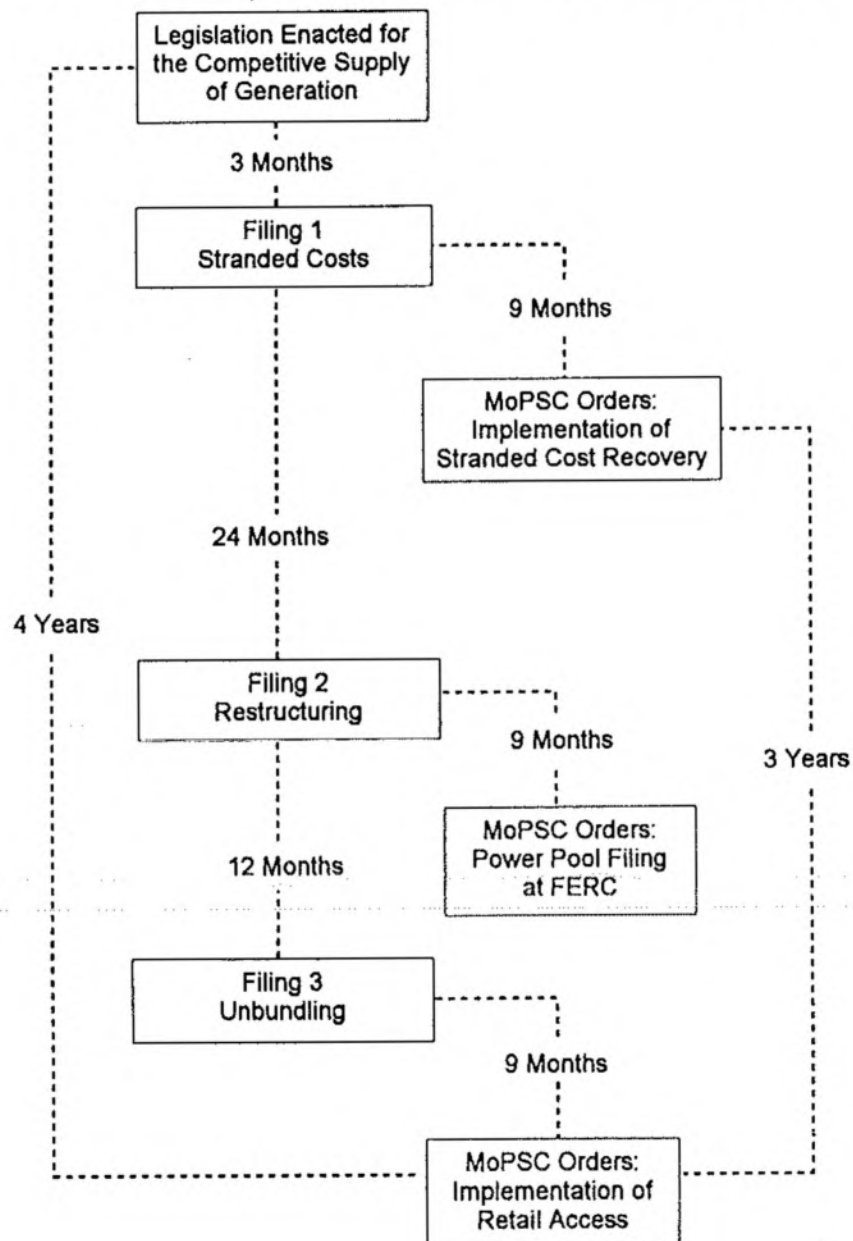 Legislation Enacted for
the Competitive Supply
of Generation
3 Months
Filing 1
Stranded Costs
9 Months
MoPSC Orders:
Implementation of
Stranded Cost Recovery
24 Months
4 Years
Filing 2
Restructuring
9 Months
3 Years
MoPSC Orders:
Power Pool Filing
at FERC
12 Months
Filing 3
Unbundling
9 Months
MoPSC Orders:
Implementation of
Retail Access